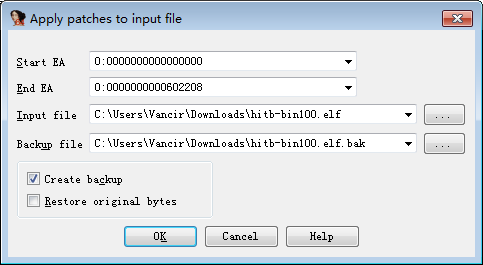 Apply patches to input file
Start EA 0:0000000000000000
End EA 0:0000000000602208
Input file C:\Users\Vancir\Downloads\hitb-bin100.elf ...
Backup file C:\Users\Vancir\Downloads\hitb-bin100.elf.bak ...
Create backup
Restore original bytes
OK Cancel Help